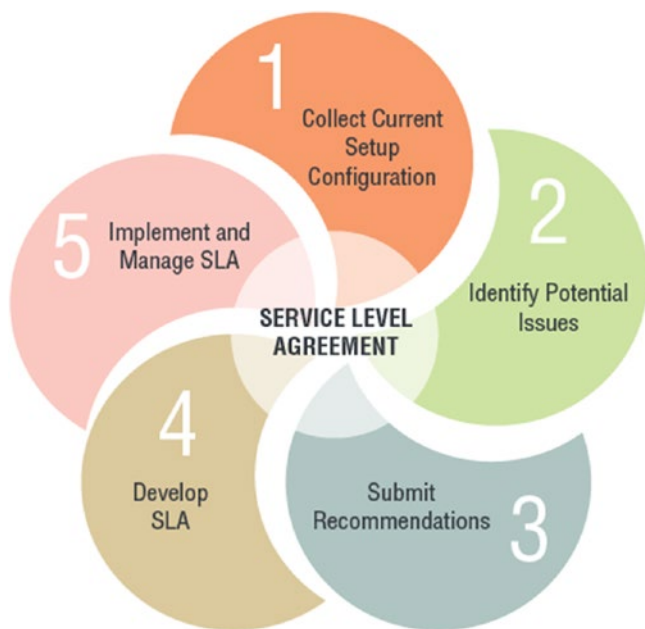 1
Collect Current
Setup
Configuration
2
Identify Potential
Issues
3
Submit
Recommendations
4
Develop
SLA
5
Implement and
Manage SLA
SERVICE LEVEL
AGREEMENT